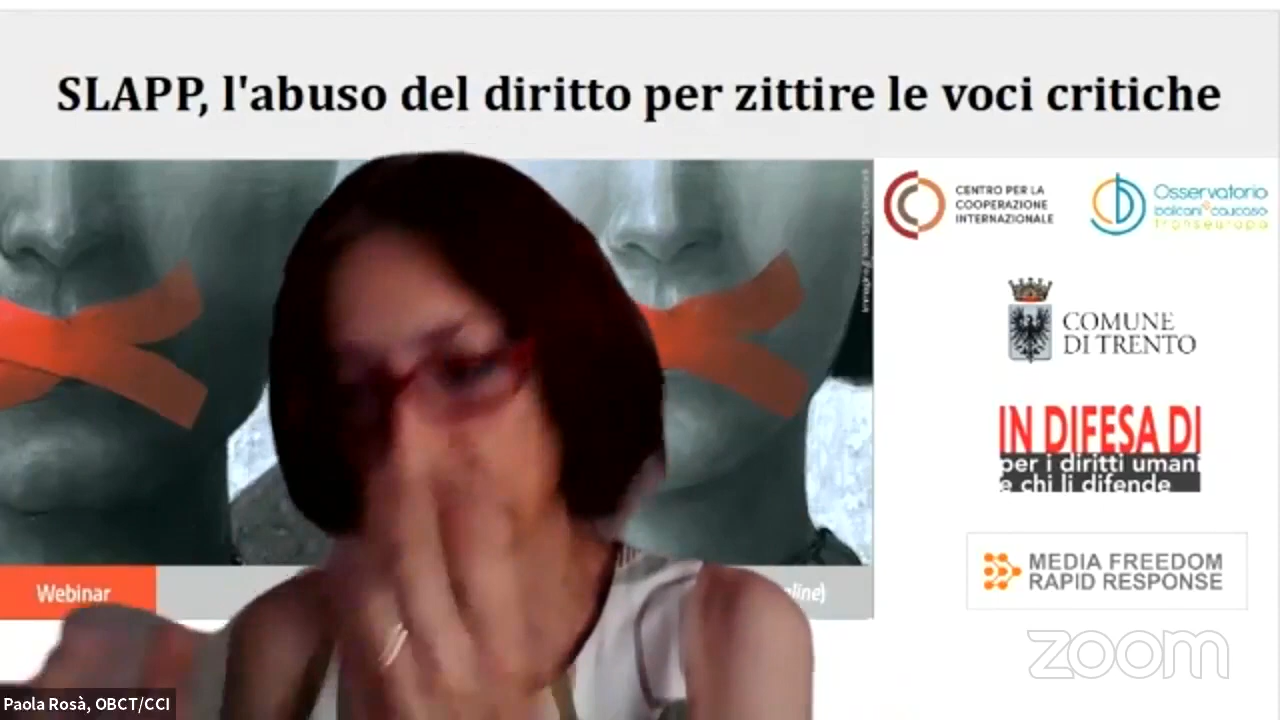 SLAPP, l'abuso del diritto per zittire le voci critiche
CENTRO PER LA
COOPERAZIONE
INTERNAZIONALE
Osservatorio
balcani caucaso
transeuropa
COMUNE
DI TRENTO
IN DIFESA DI
per i diritti umani
e chi li difende
MEDIA FREEDOM
RAPID RESPONSE
Webinar
zoom
Paola Rosà, OBCT/CCI